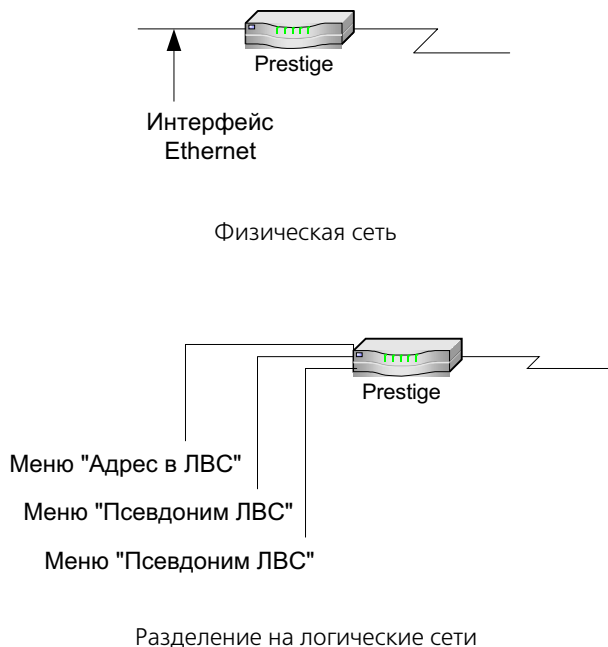 Prestige
Интерфейс
Ethernet
Физическая сеть
Prestige
Меню "Адрес в ЛВС"
Меню "Псевдоним ЛВС"
Меню "Псевдоним ЛВС"
Разделение на логические сети